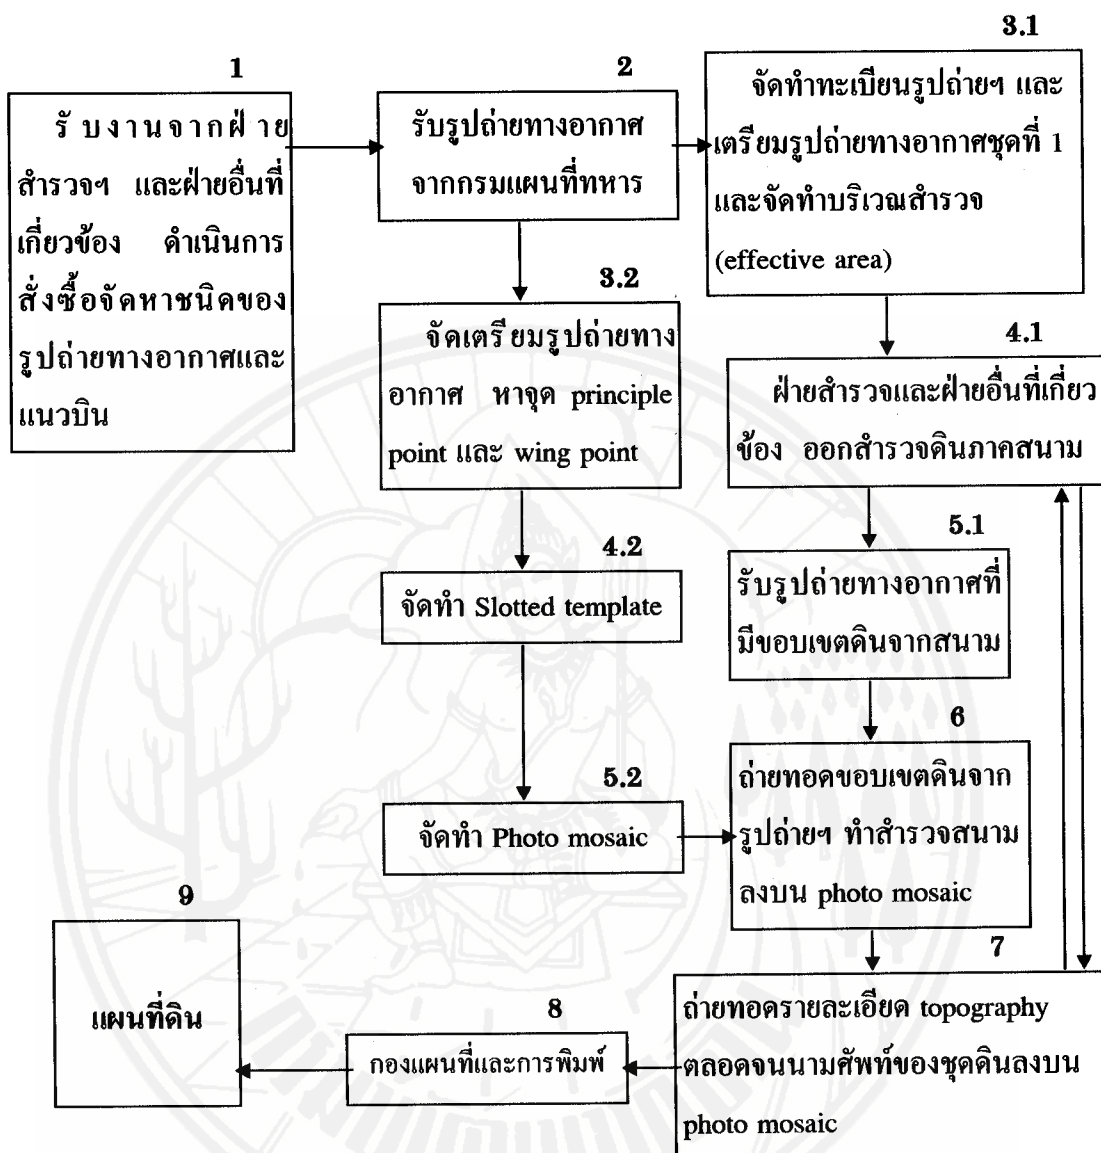 1
รับงานจากฝ่าย
สำรวจฯ และฝ่ายอื่นที่
เกี่ยวข้อง ดำเนินการ
สั่งซื้อจัดหาชนิดของ
รูปถ่ายทางอากาศและ
แนวบิน
2
รับรูปถ่ายทางอากาศ
จากกรมแผนที่ทหาร
3.1
จัดทำทะเบียนรูปถ่ายฯ และ
เตรียมรูปถ่ายทางอากาศชุดที่ 1
และจัดทำบริเวณสำรวจ
(effective area)
3.2
จัดเตรียมรูปถ่ายทาง
อากาศ หาจุด principle
point และ wing point
4.1
ฝ่ายสำรวจและฝ่ายอื่นที่เกี่ยว
ข้อง ออกสำรวจดินภาคสนาม
4.2
จัดทำ Slotted template
5.1
รับรูปถ่ายทางอากาศที่
มีขอบเขตดินจากสนาม
5.2
จัดทำ Photo mosaic
6
ถ่ายทอดขอบเขตดินจาก
รูปถ่ายฯ ทำสำรวจสนาม
ลงบน photo mosaic
7
ถ่ายทอดรายละเอียด topography
ตลอดจนนามศัพท์ของชุดดินลงบน
photo mosaic
8
กองแผนที่และการพิมพ์
9
แผนที่ดิน